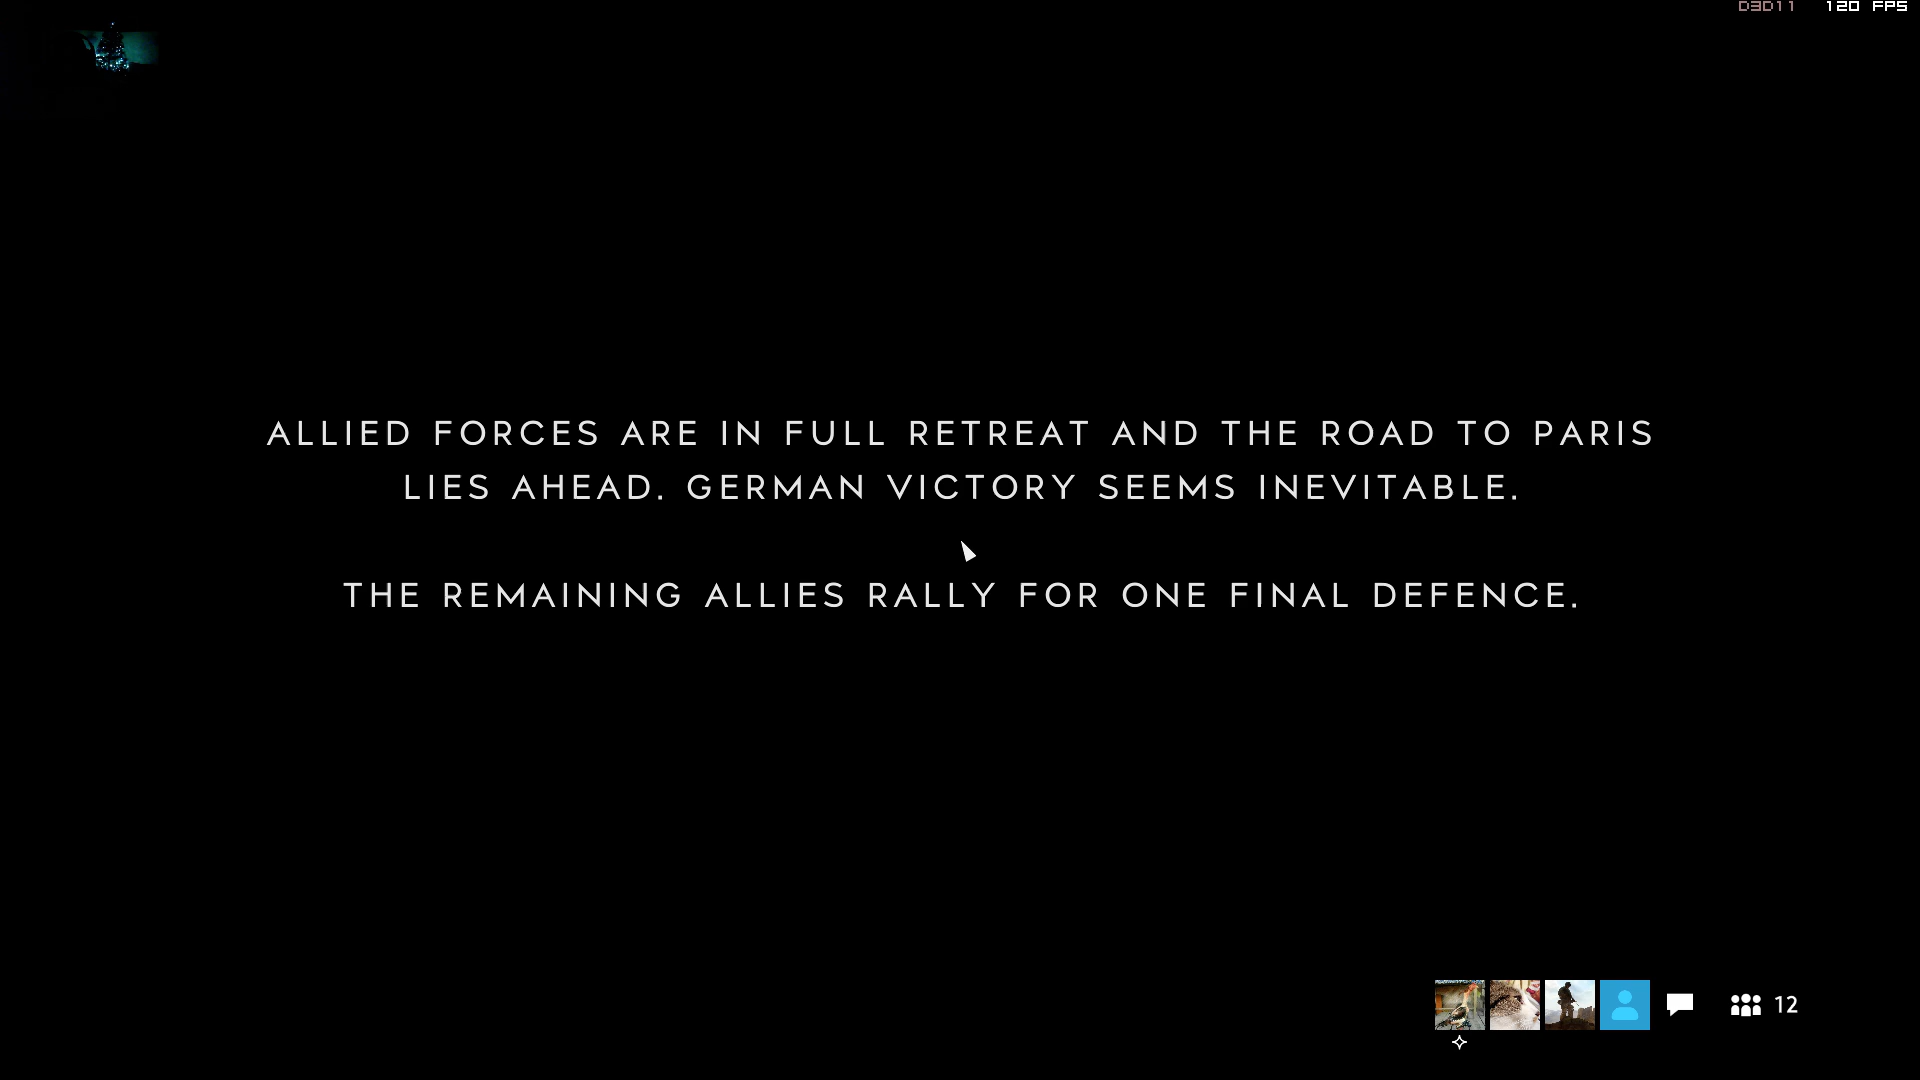 D3D11 120 FPS
ALLIED FORCES ARE IN FULL RETREAT AND THE ROAD TO PARIS
LIES AHEAD. GERMAN VICTORY SEEMS INEVITABLE.
THE REMAINING ALLIES RALLY FOR ONE FINAL DEFENCE.
12